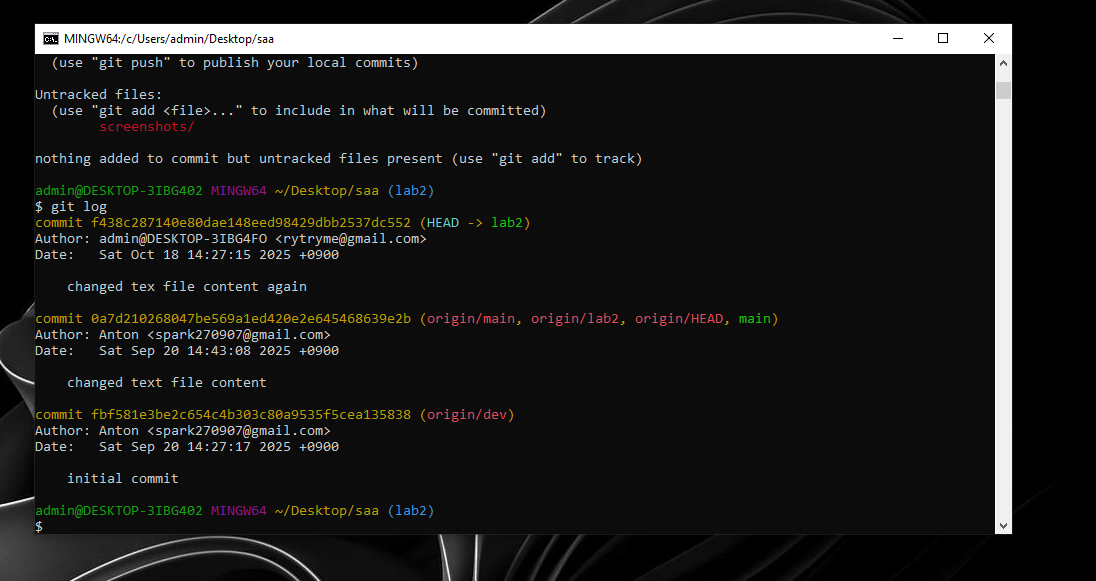 MINGW64:/c/Users/admin/Desktop/saa
(use "git push" to publish your local commits)
Untracked files:
(use "git add <file>..." to include in what will be committed)
screenshots/
nothing added to commit but untracked files present (use "git add" to track)
admin@DESKTOP-3IBG402 MINGW64 ~/Desktop/saa (lab2)
$ git log
commit f438c287140e80dae148eed98429dbb2537dc552 (HEAD -> lab2)
Author: admin@DESKTOP-3IBG4FO <rytryme@gmail.com>
Date:   Sat Oct 18 14:27:15 2025 +0900
changed tex file content again
commit 0a7d210268047be569a1ed420e2e645468639e2b (origin/main, origin/lab2, origin/HEAD, main)
Author: Anton <spark270907@gmail.com>
Date:   Sat Sep 20 14:43:08 2025 +0900
changed text file content
commit fbf581e3be2c654c4b303c80a9535f5cea135838 (origin/dev)
Author: Anton <spark270907@gmail.com>
Date:   Sat Sep 20 14:27:17 2025 +0900
initial commit
admin@DESKTOP-3IBG402 MINGW64 ~/Desktop/saa (lab2)
$